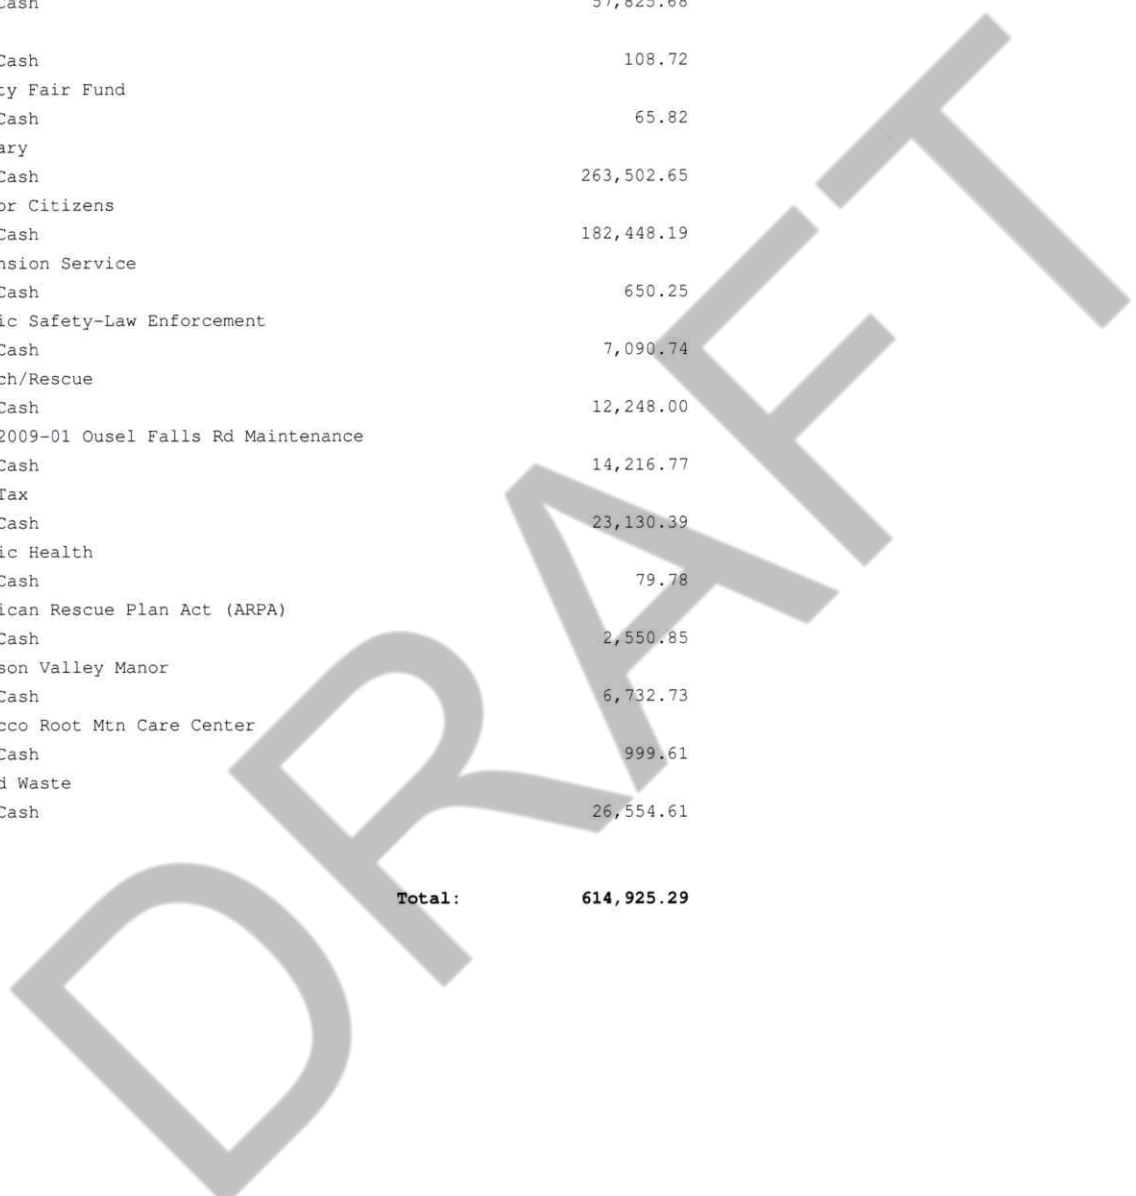 Cash 57,825.68
Cash 108.72
ty Fair Fund
Cash 65.82
ary
Cash 263,502.65
or Citizens
Cash 182,448.19
nsion Service
Cash 650.25
ic Safety-Law Enforcement
Cash 7,090.74
ch/Rescue
Cash 12,248.00
2009-01 Ousel Falls Rd Maintenance
Cash 14,216.77
Tax
Cash 23,130.39
ic Health
Cash 79.78
ican Rescue Plan Act (ARPA)
Cash 2,550.85
son Valley Manor
Cash 6,732.73
cco Root Mtn Care Center
Cash 999.61
d Waste
Cash 26,554.61
Total: 614,925.29
DRAFT